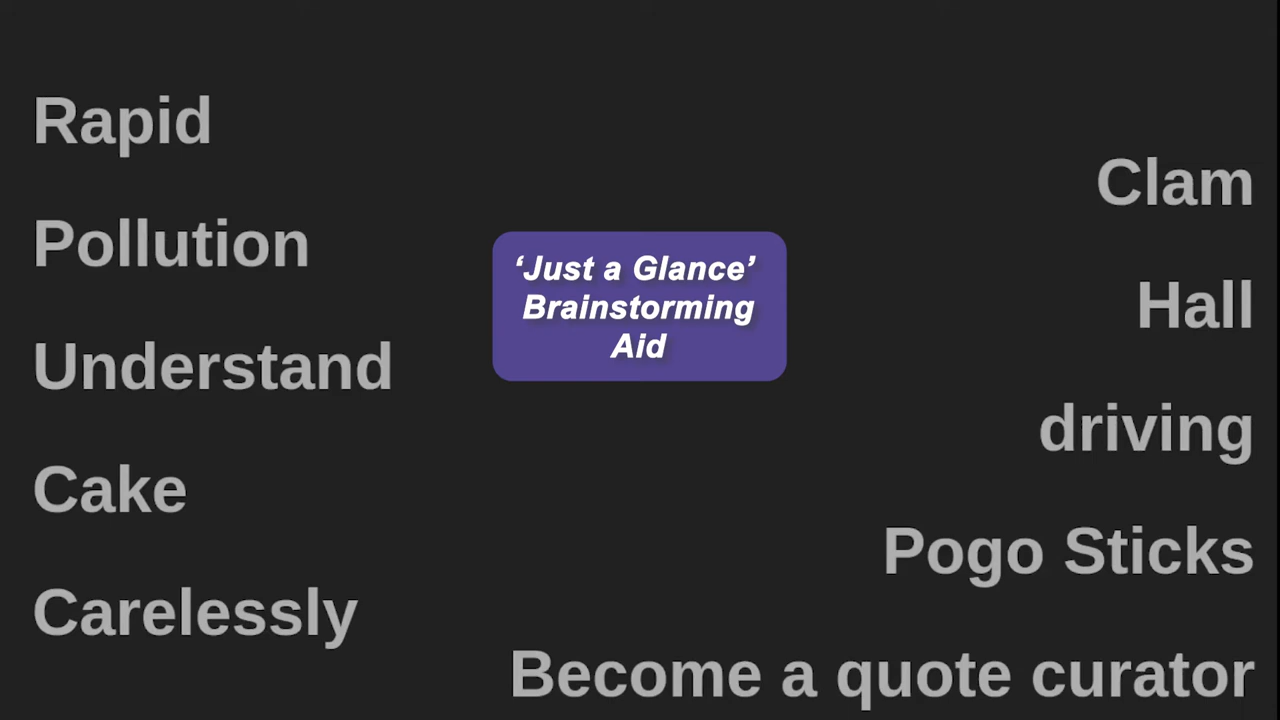 Rapid
Pollution
Understand
Cake
Carelessly
‘Just a Glance’
Brainstorming
Aid
Clam
Hall
driving
Pogo Sticks
Become a quote curator